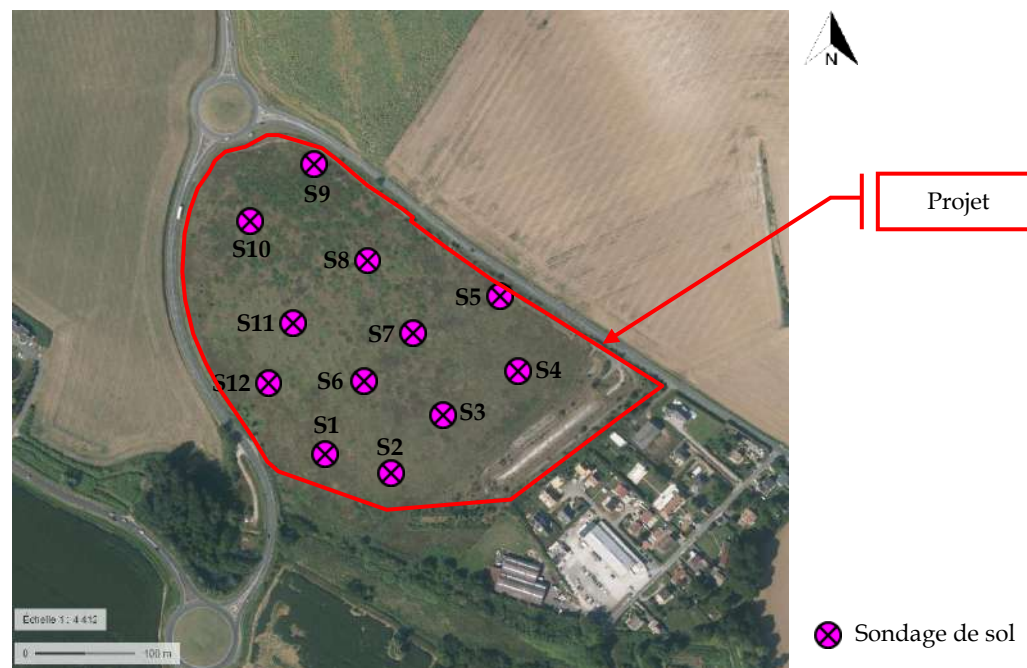 N
S9
Projet
S10
S8
S5
S11
S7
S12
S6
S4
S3
S1
S2
Échelle 1 : 4 412
0
100 m
Sondage de sol